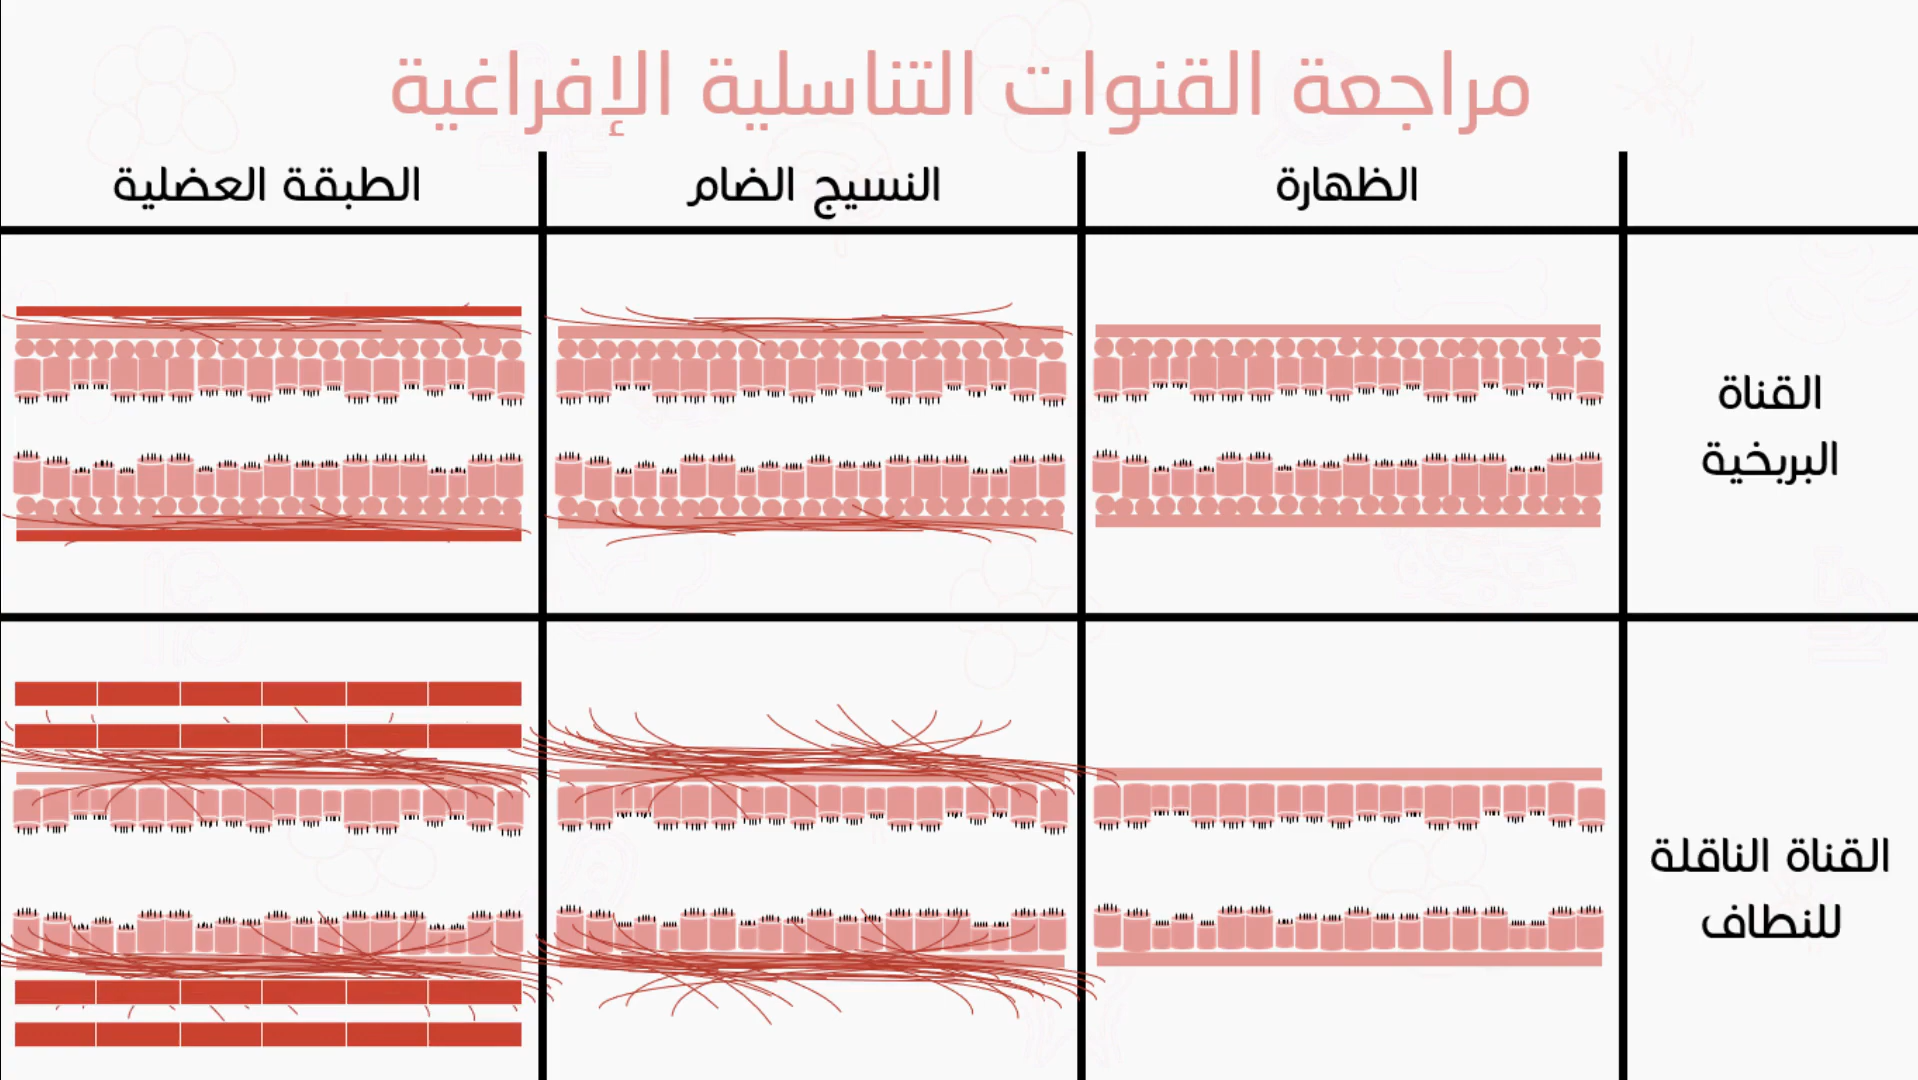 مراجعة القنوات التناسلية الإفراغية
الظهارة
النسيج الضام
الطبقة العضلية
القناة
البربخية
القناة الناقلة
للنطاف